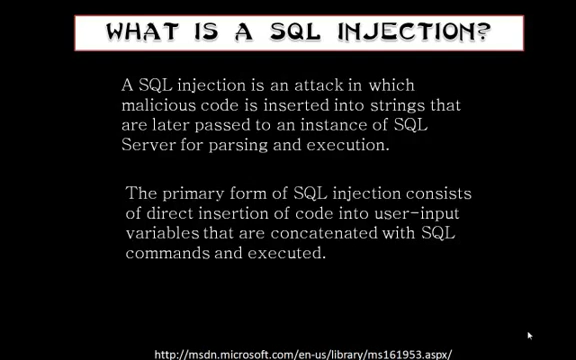 WHAT IS A SQL INJECTION?
A SQL injection is an attack in which
malicious code is inserted into strings that
are later passed to an instance of SQL
Server for parsing and execution.
The primary form of SQL injection consists
of direct insertion of code into user-input
variables that are concatenated with SQL
commands and executed.
http://msdn.microsoft.com/en-us/library/ms161953.aspx/